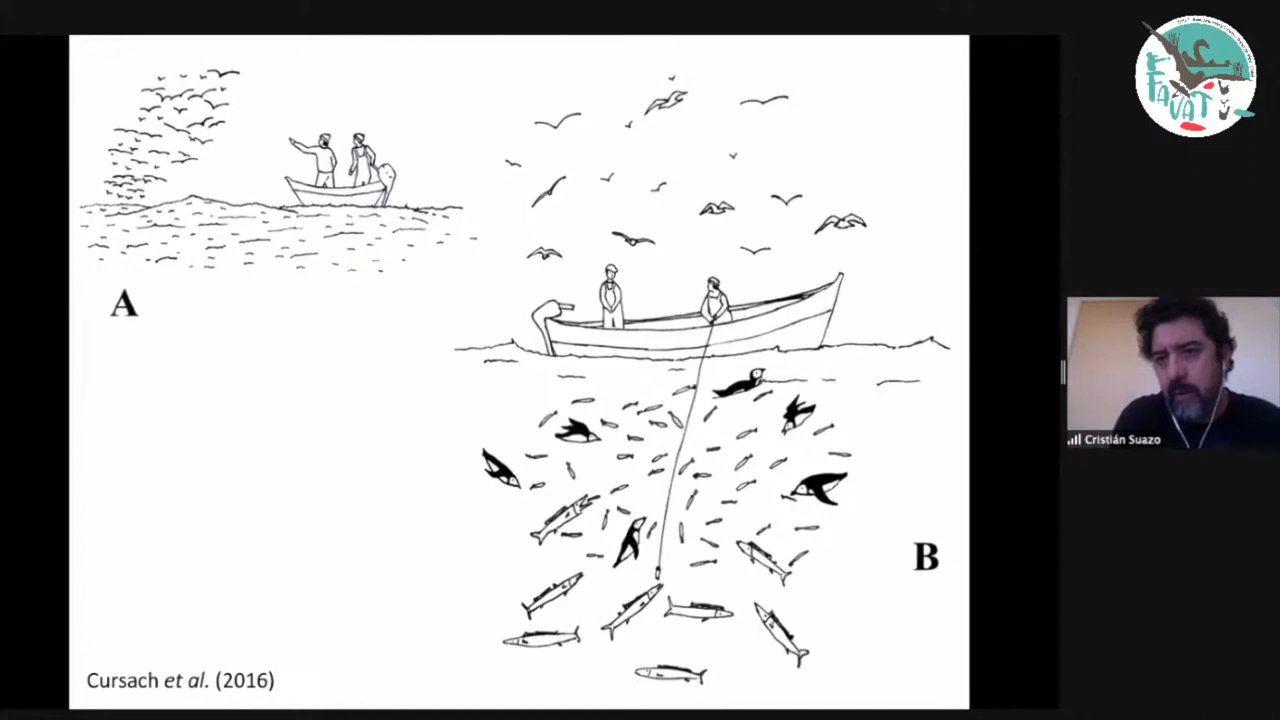 A
B
Cursach et al. (2016)
Cristián Suazo
FAVAT